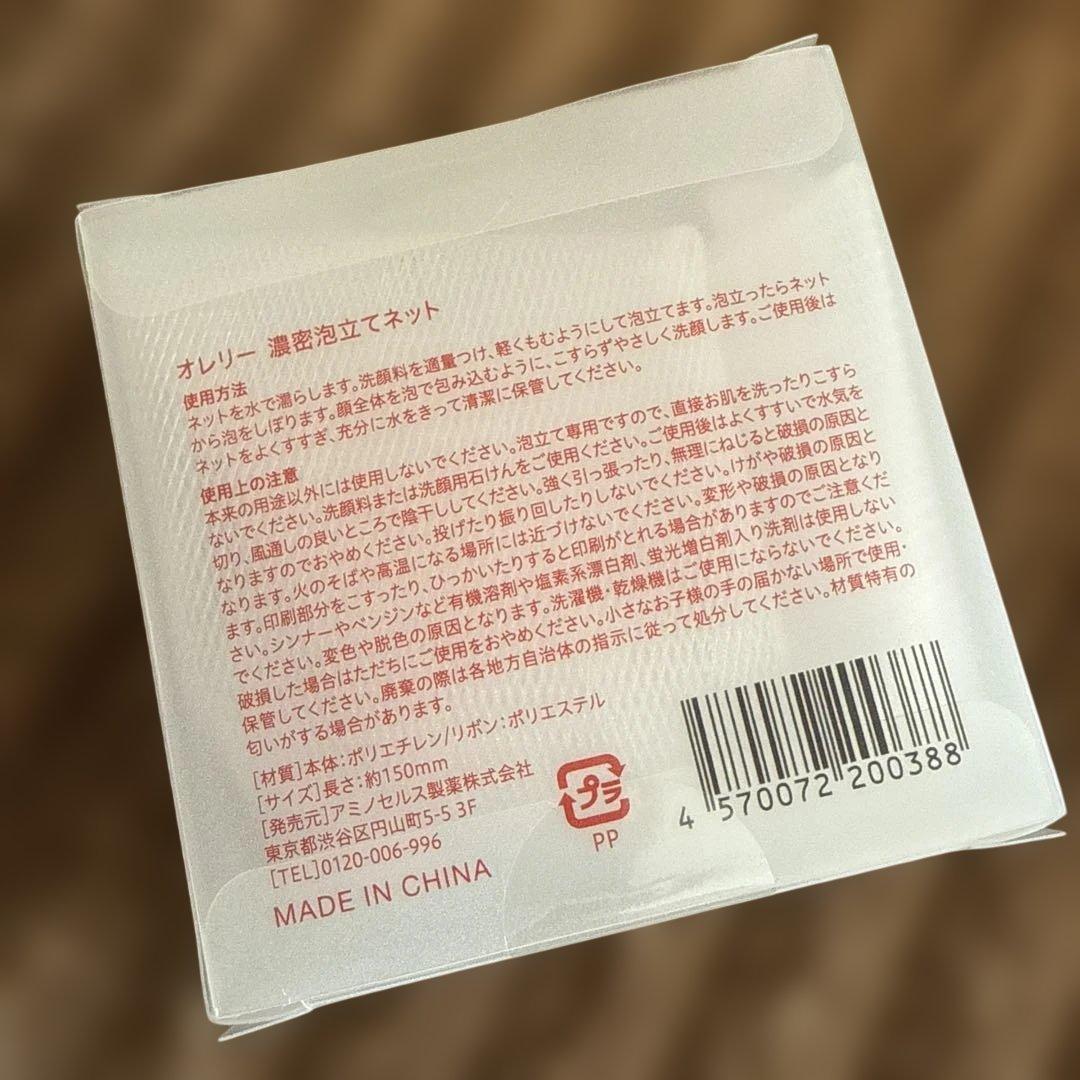 オレリー 濃密泡立てネット
使用方法
ネットを水で濡らします。洗顔料を適量つけ、軽くもむようにして泡立てます。泡立ったらネット
から泡をしぼります。顔全体を泡で包み込むように、こすらずやさしく洗顔します。ご使用後は
ネットをよくすすぎ、充分に水をきって清潔に保管してください。
使用上の注意
本来の用途以外には使用しないでください。泡立て専用ですので、直接お肌を洗ったりこすら
ないでください。洗顔料または洗顔用石けんをご使用ください。ご使用後はよくすすいで水気を
切り、風通しの良いところで陰干ししてください。強く引っ張ったり、無理にねじると破損の原因と
なりますのでおやめください。投げたり振り回したりしないでください。けがや破損の原因と
なります。火のそばや高温になる場所には近づけないでください。変形や破損の原因となり
ます。印刷部分をこすったり、ひっかいたりすると印刷がとれる場合がありますのでご注意くだ
さい。シンナーやベンジンなど有機溶剤や塩素系漂白剤、蛍光増白剤入り洗剤は使用しない
でください。変色や脱色の原因となります。洗濯機・乾燥機はご使用にならないでください。
破損した場合はただちにご使用をおやめください。小さなお子様の手の届かない場所で使用・
保管してください。廃棄の際は各地方自治体の指示に従って処分してください。材質特有の
匂いがする場合があります。
[材質]本体:ポリエチレン/リボン:ポリエステル
[サイズ]長さ:約150mm
[発売元]アミノセルス製薬株式会社
東京都渋谷区円山町5-5 3F
[TEL]0120-006-996
MADE IN CHINA
プラ
PP
4 570072 200388